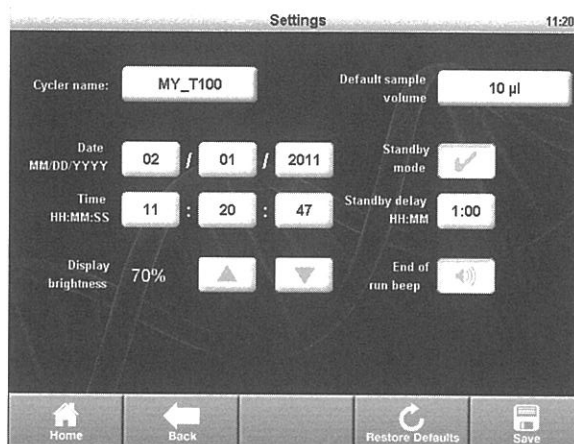 Settings
11:20
Cycler name:
MY_T100
Default sample
volume
10 µl
Date
MM/DD/YYYY
02 / 01 / 2011
Standby
mode
Time
HH:MM:SS
11 : 20 : 47
Standby delay
HH:MM
1:00
Display
brightness
70%
End of
run beep
Home
Back
Restore Defaults
Save